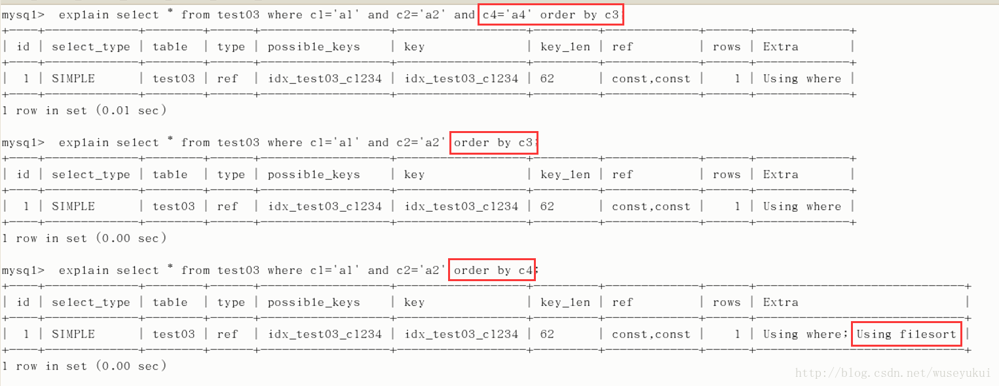 mysql>  explain select * from test03 where c1='a1' and c2='a2' and c4='a4' order by c3;
+----+-------------+--------+------+------------------+------------------+---------+-------------+------+-------------+
| id | select_type | table  | type | possible_keys    | key              | key_len | ref         | rows | Extra       |
+----+-------------+--------+------+------------------+------------------+---------+-------------+------+-------------+
|  1 | SIMPLE      | test03 | ref  | idx_test03_c1234 | idx_test03_c1234 | 62      | const,const |    1 | Using where |
+----+-------------+--------+------+------------------+------------------+---------+-------------+------+-------------+
1 row in set (0.01 sec)
mysql>  explain select * from test03 where c1='a1' and c2='a2' order by c3;
+----+-------------+--------+------+------------------+------------------+---------+-------------+------+-------------+
| id | select_type | table  | type | possible_keys    | key              | key_len | ref         | rows | Extra       |
+----+-------------+--------+------+------------------+------------------+---------+-------------+------+-------------+
|  1 | SIMPLE      | test03 | ref  | idx_test03_c1234 | idx_test03_c1234 | 62      | const,const |    1 | Using where |
+----+-------------+--------+------+------------------+------------------+---------+-------------+------+-------------+
1 row in set (0.00 sec)
mysql>  explain select * from test03 where c1='a1' and c2='a2' order by c4;
+----+-------------+--------+------+------------------+------------------+---------+-------------+------+-----------------------------+
| id | select_type | table  | type | possible_keys    | key              | key_len | ref         | rows | Extra                       |
+----+-------------+--------+------+------------------+------------------+---------+-------------+------+-----------------------------+
|  1 | SIMPLE      | test03 | ref  | idx_test03_c1234 | idx_test03_c1234 | 62      | const,const |    1 | Using where; Using filesort |
+----+-------------+--------+------+------------------+------------------+---------+-------------+------+-----------------------------+
1 row in set (0.00 sec)
http://blog.csdn.net/wuseyukui